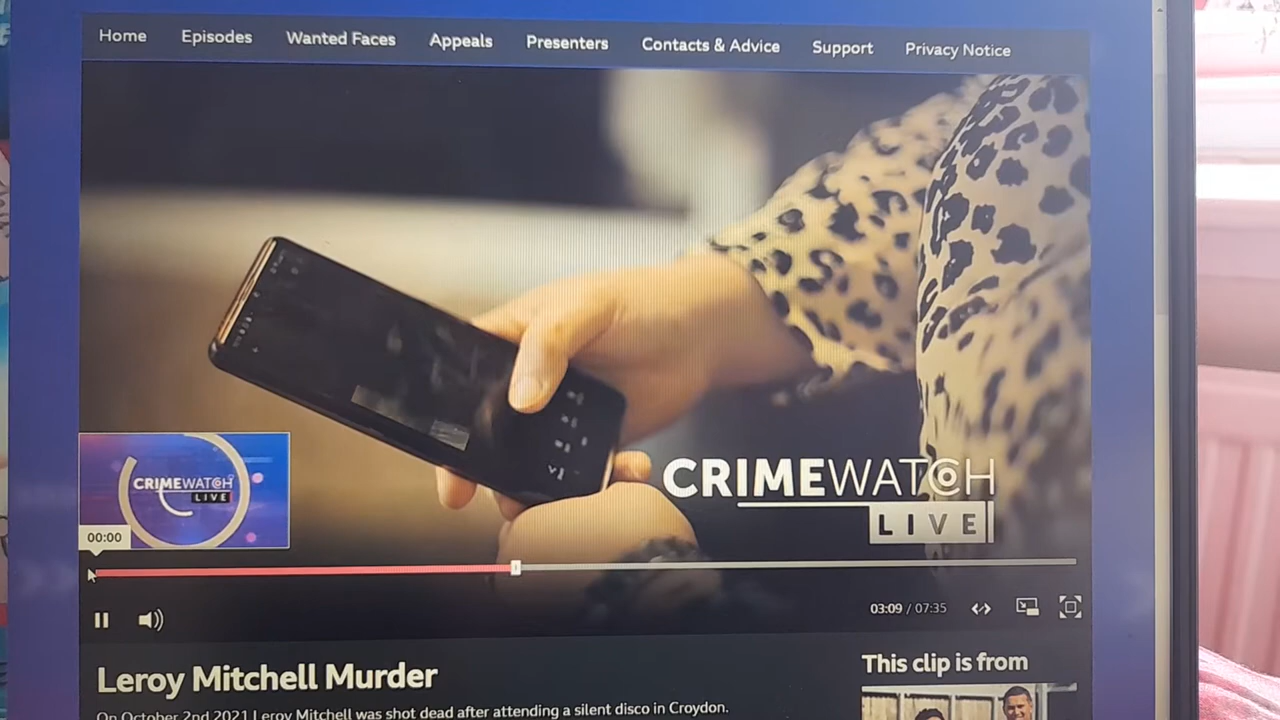 Home Episodes Wanted Faces Appeals Presenters Contacts & Advice Support Privacy Notice
CRIMEWATCH
LIVE
CRIMEWATCH
LIVE
00:00
03:09 / 07:35
Leroy Mitchell Murder
This clip is from
On October 2nd 2021 Leroy Mitchell was shot dead after attending a silent disco in Croydon.